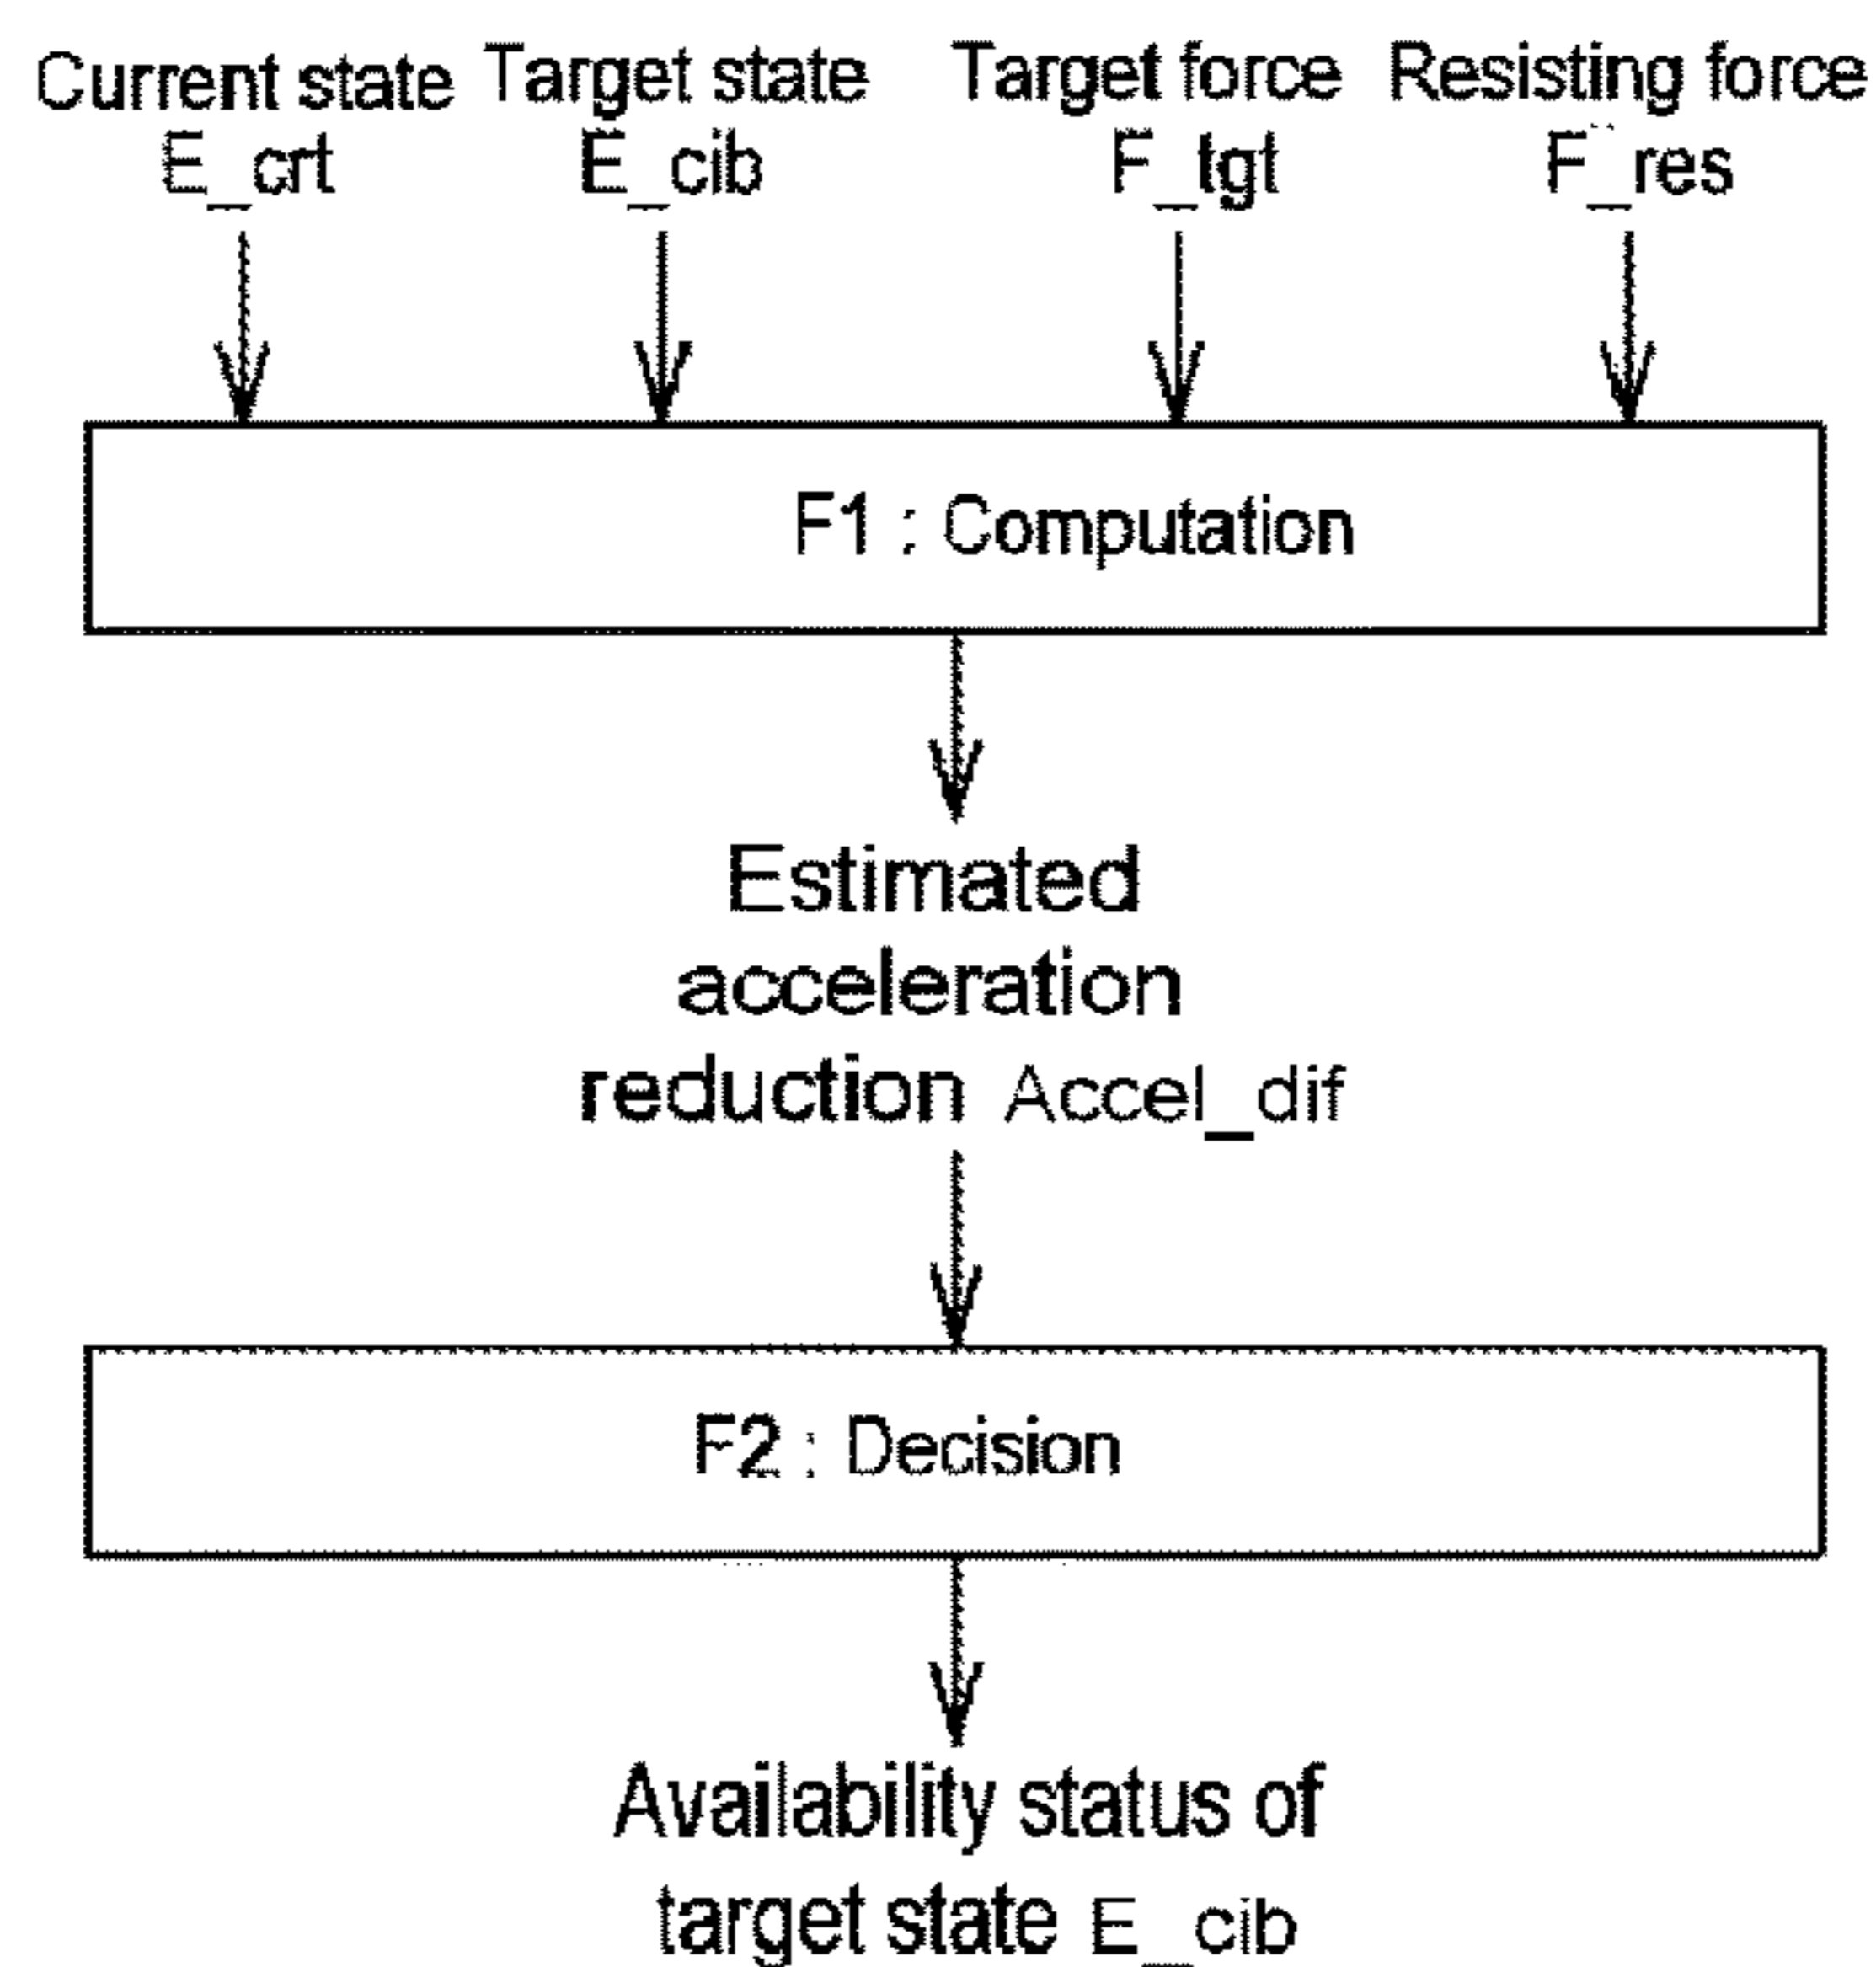 Current state Target state Target force Resisting force
E_crt E_cib F_tgt F_res
F1 : Computation
Estimated
acceleration
reduction Accel_dif
F2 : Decision
Availability status of
target state E_cib